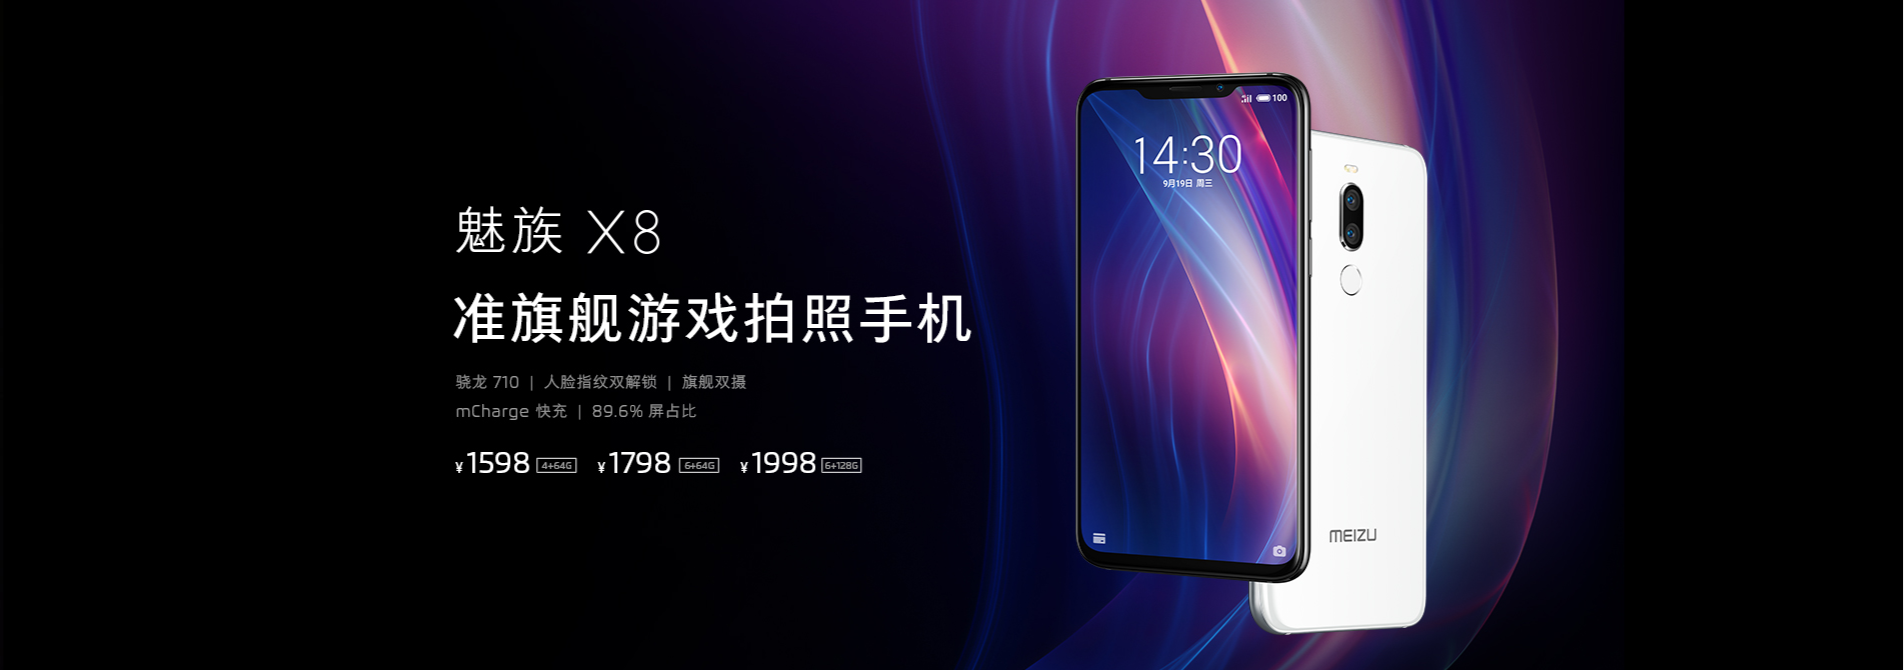 魅族 X8
准旗舰游戏拍照手机
骁龙 710 | 人脸指纹双解锁 | 旗舰双摄
mCharge 快充 | 89.6% 屏占比
¥1598 4+64G ¥1798 6+64G ¥1998 6+128G
100
14:30
9月19日 周三
MEIZU